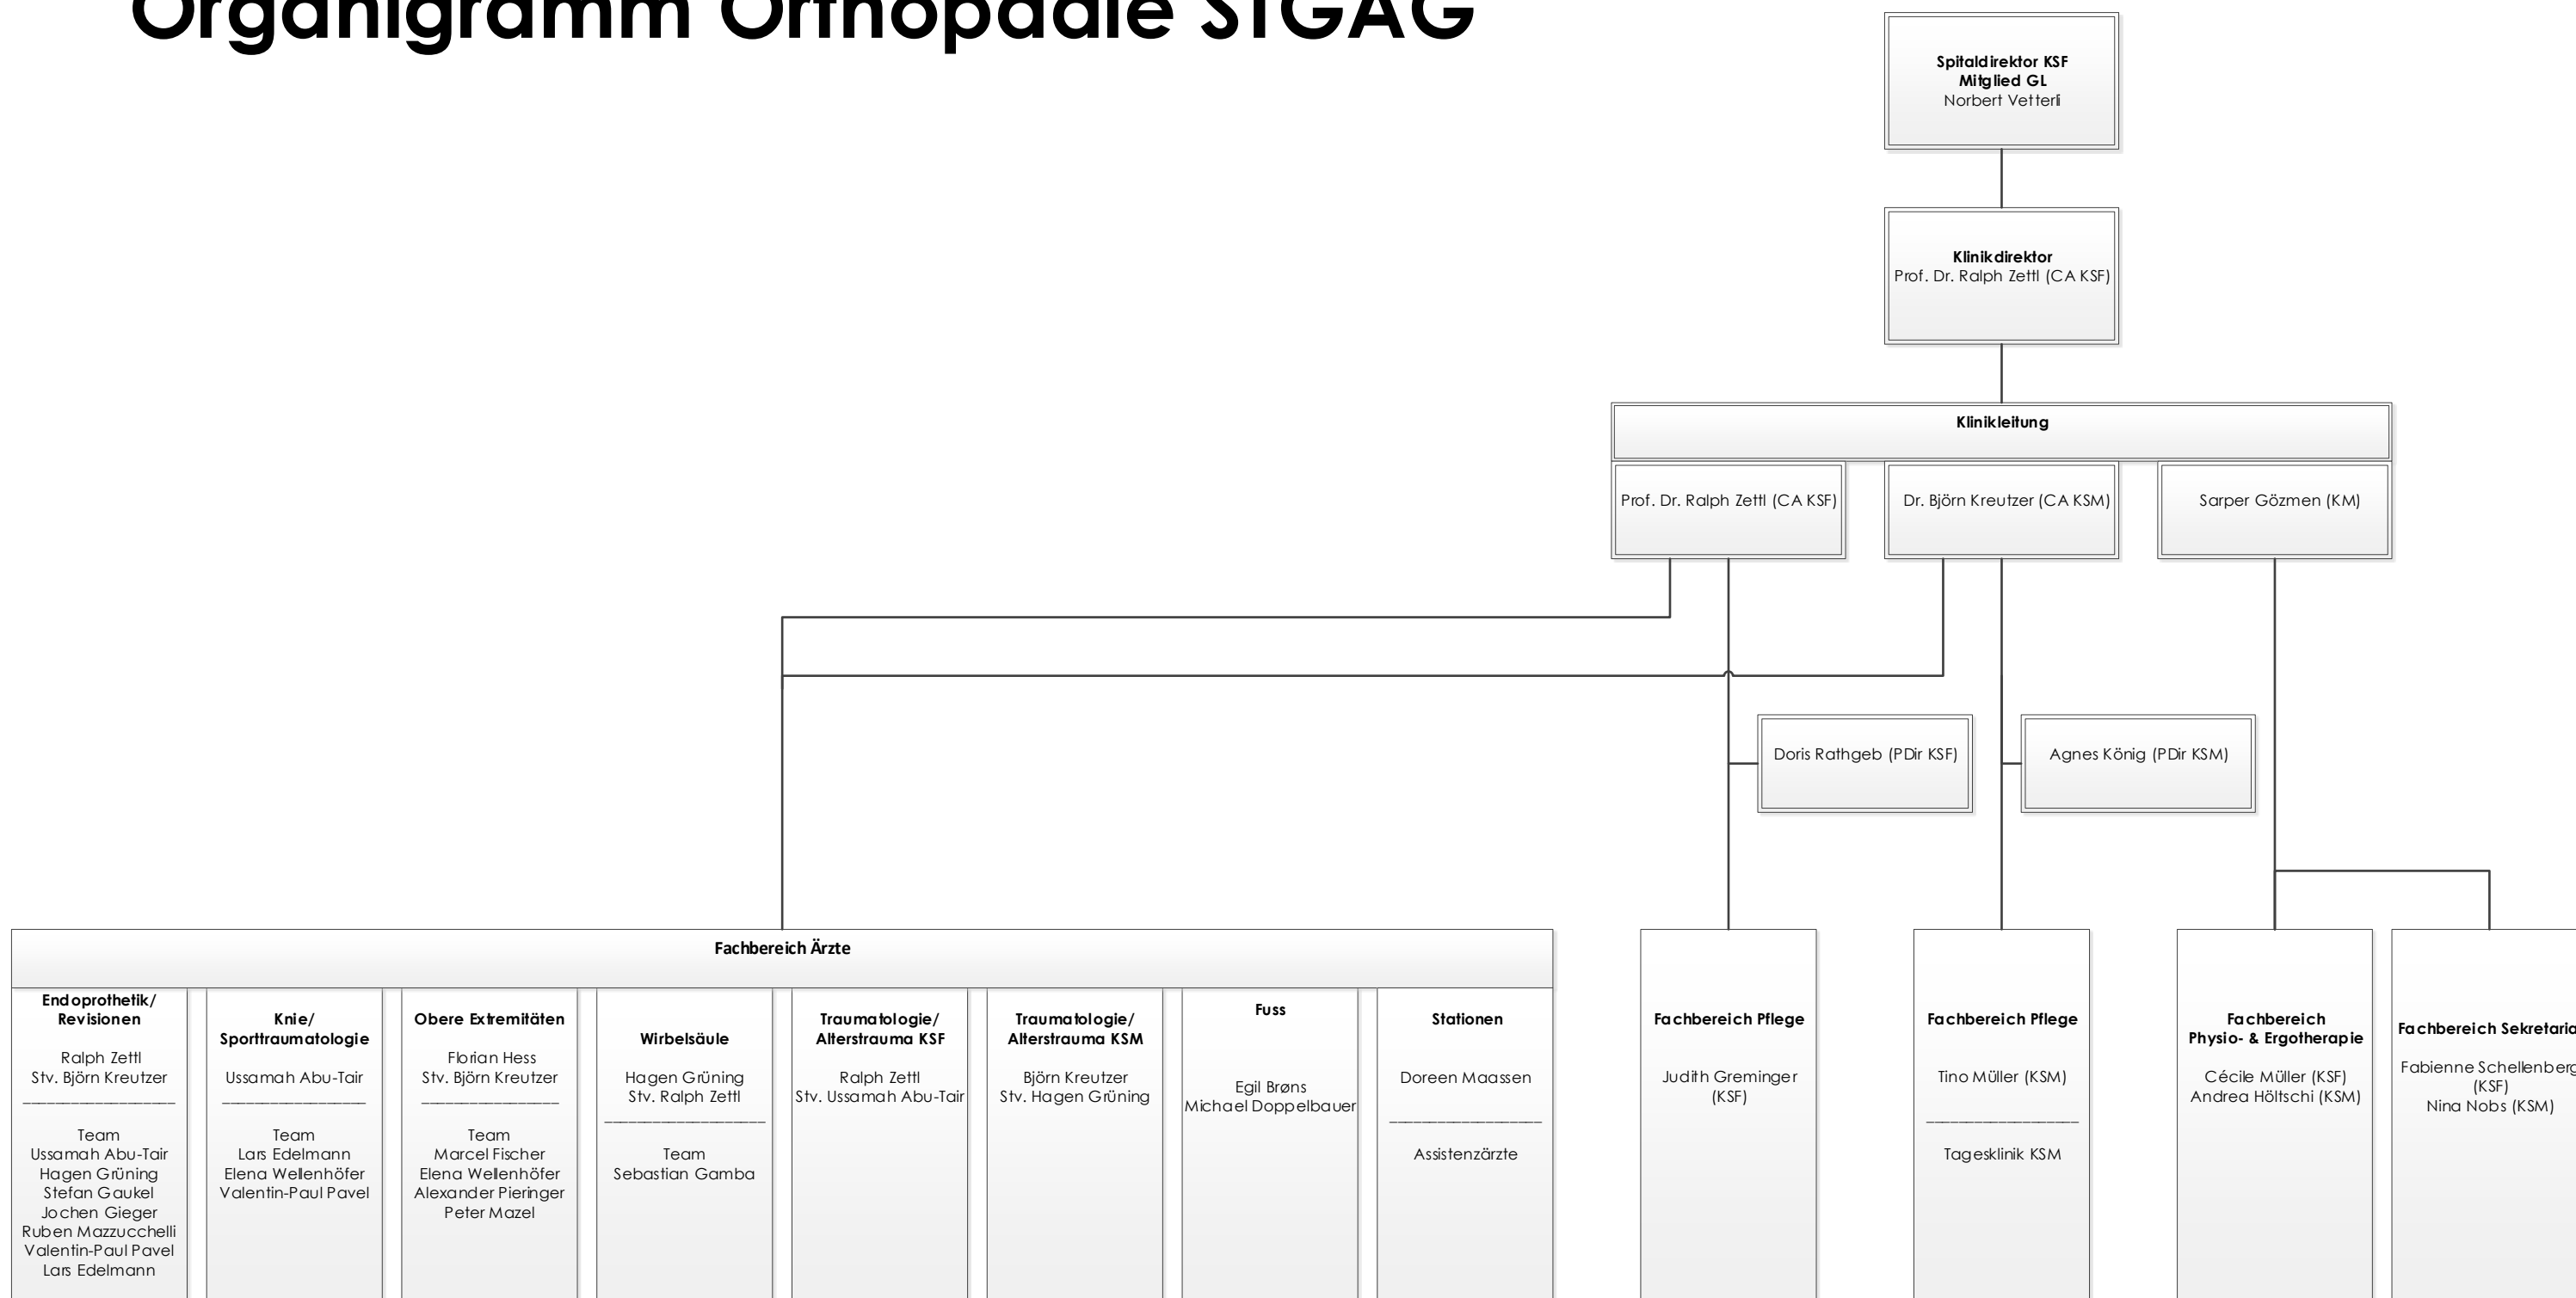 Organigramm Orthopädie STGAG
Spitaldirektor KSF
Mitglied GL
Norbert Vetterli
Klinikdirektor
Prof. Dr. Ralph Zettl (CA KSF)
Klinikleitung
Prof. Dr. Ralph Zettl (CA KSF)
Dr. Björn Kreutzer (CA KSM)
Sarper Gözmen (KM)
Doris Rathgeb (PDir KSF)
Agnes König (PDir KSM)
Fachbereich Ärzte
Endoprothetik/
Revisionen
Ralph Zettl
Stv. Björn Kreutzer
Team
Ussamah Abu-Tair
Hagen Grüning
Stefan Gaukel
Jochen Gieger
Ruben Mazzucchelli
Valentin-Paul Pavel
Lars Edelmann
Knie/
Sporttraumatologie
Ussamah Abu-Tair
Team
Lars Edelmann
Elena Wellenhöfer
Valentin-Paul Pavel
Obere Extremitäten
Florian Hess
Stv. Björn Kreutzer
Team
Marcel Fischer
Elena Wellenhöfer
Alexander Pieringer
Peter Mazel
Wirbelsäule
Hagen Grüning
Stv. Ralph Zettl
Team
Sebastian Gamba
Traumatologie/
Alterstrauma KSF
Ralph Zettl
Stv. Ussamah Abu-Tair
Traumatologie/
Alterstrauma KSM
Björn Kreutzer
Stv. Hagen Grüning
Fuss
Egil Brøns
Michael Doppelbauer
Stationen
Doreen Maassen
Assistenzärzte
Fachbereich Pflege
Judith Greminger
(KSF)
Fachbereich Pflege
Tino Müller (KSM)
Tagesklinik KSM
Fachbereich
Physio- & Ergotherapie
Cécile Müller (KSF)
Andrea Höltschi (KSM)
Fachbereich Sekretaria
Fabienne Schellenberg
(KSF)
Nina Nobs (KSM)